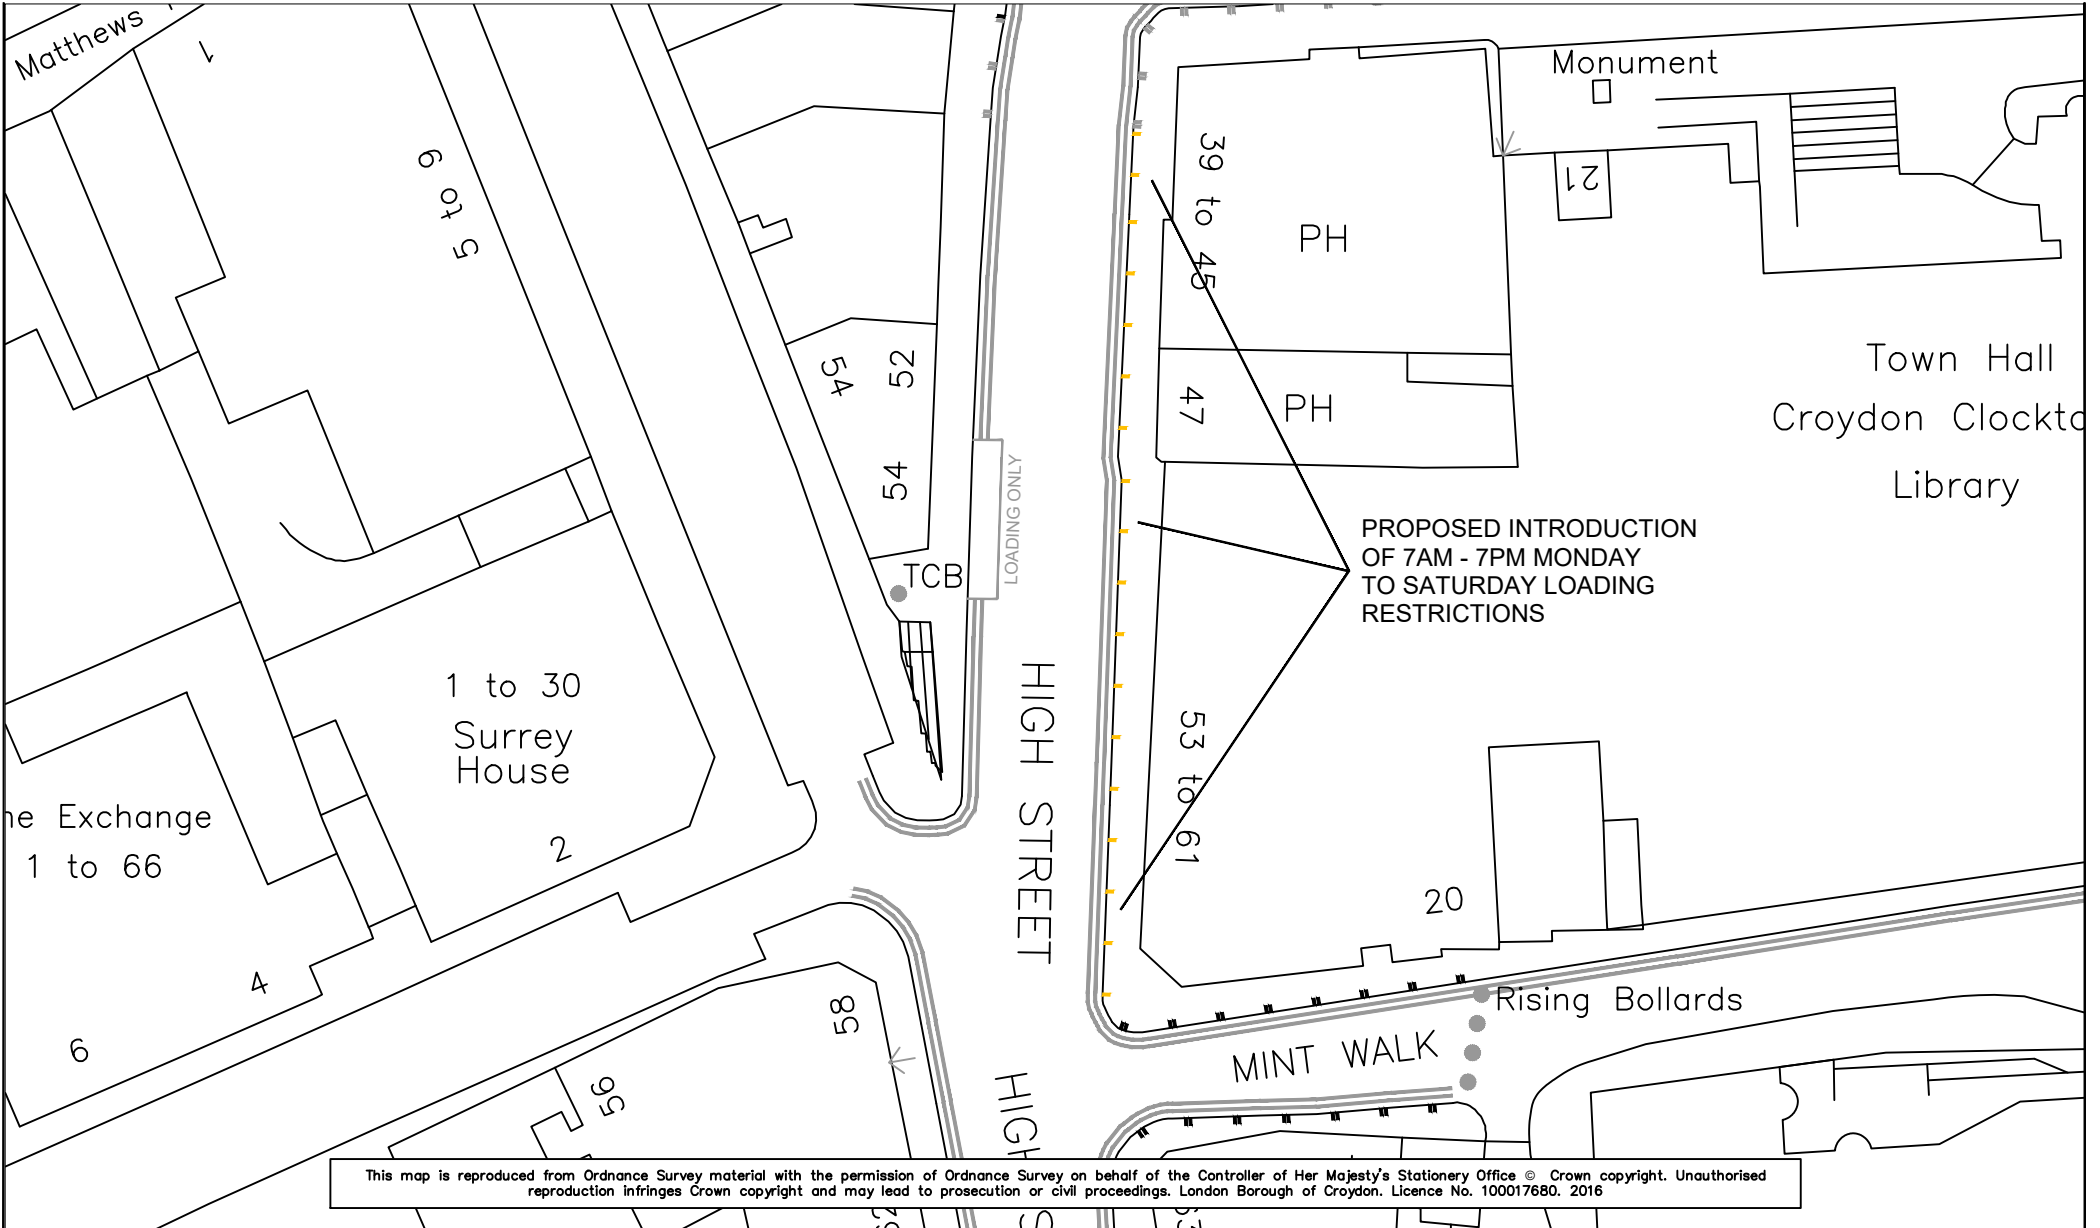 Matthews
1
5 to 9
Monument
39 to 45
PH
21
Town Hall
Croydon Clockto
Library
54
52
47
PH
54
LOADING ONLY
TCB
PROPOSED INTRODUCTION
OF 7AM - 7PM MONDAY
TO SATURDAY LOADING
RESTRICTIONS
HIGH STREET
1 to 30
Surrey
House
2
53 to 61
he Exchange
1 to 66
20
4
6
58
56
Rising Bollards
MINT WALK
HIGH S
This map is reproduced from Ordnance Survey material with the permission of Ordnance Survey on behalf of the Controller of Her Majesty's Stationery Office © Crown copyright. Unauthorised
reproduction infringes Crown copyright and may lead to prosecution or civil proceedings. London Borough of Croydon. Licence No. 100017680. 2016